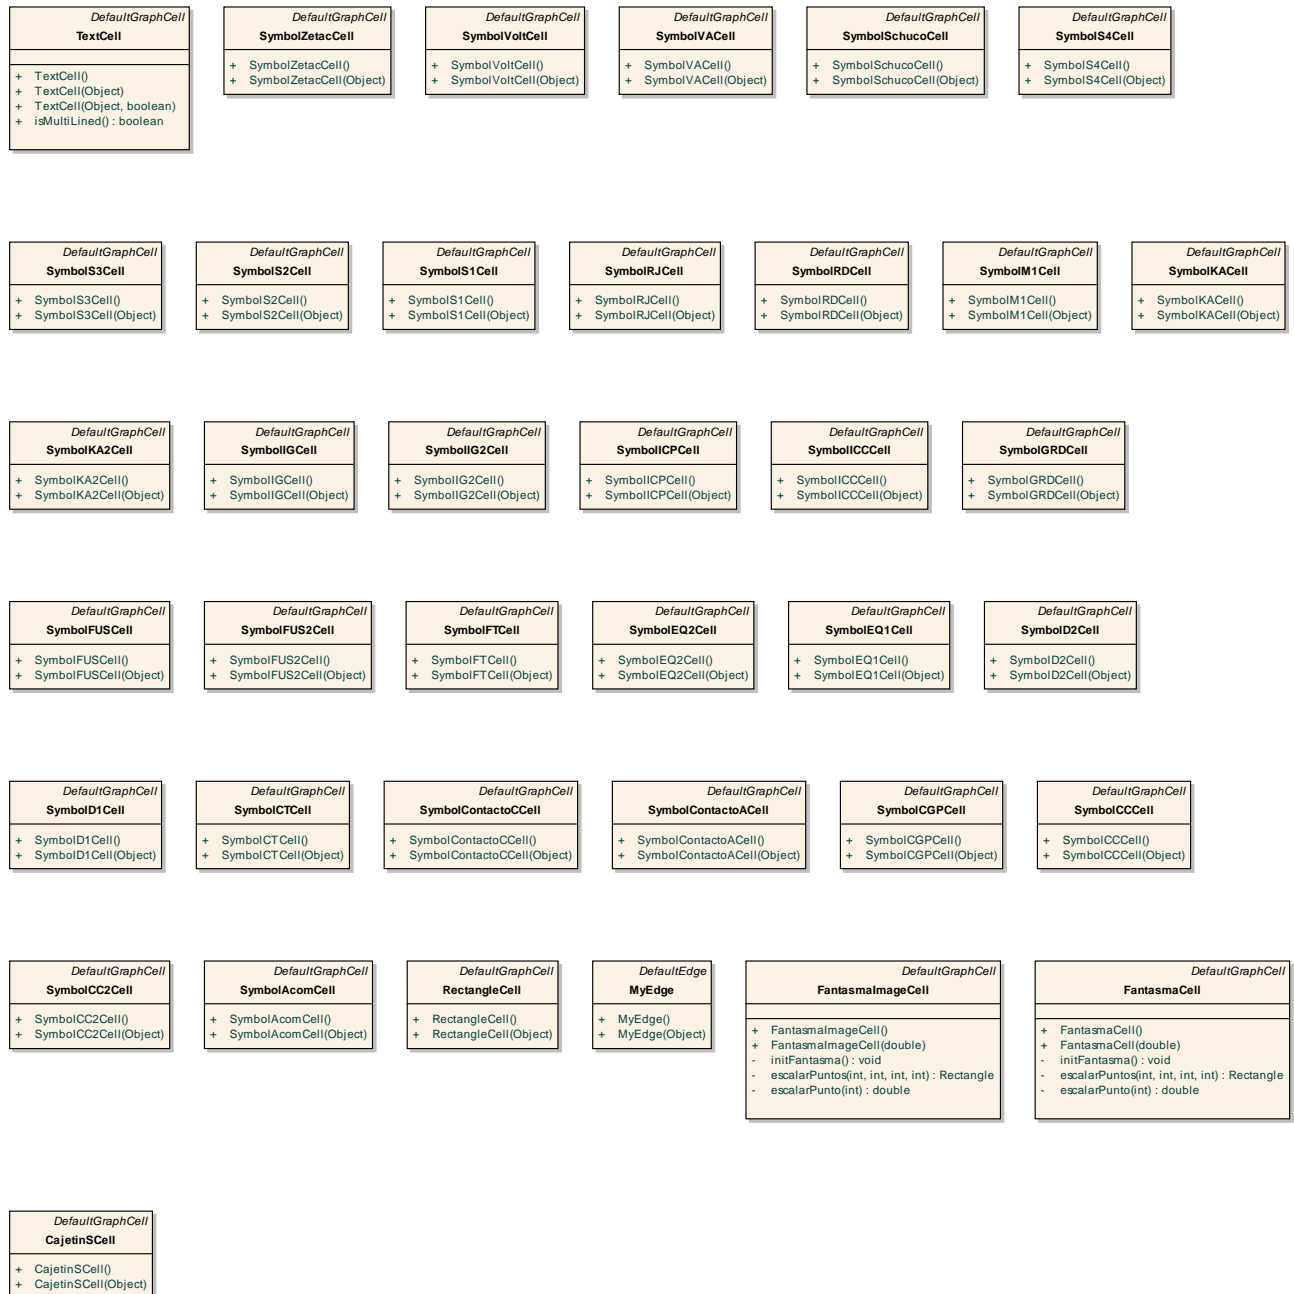 DefaultGraphCell
TextCell
+ TextCell()
+ TextCell(Object)
+ TextCell(Object, boolean)
+ isMultiLined() : boolean
DefaultGraphCell
SymbolZetacCell
+ SymbolZetacCell()
+ SymbolZetacCell(Object)
DefaultGraphCell
SymbolVoltCell
+ SymbolVoltCell()
+ SymbolVoltCell(Object)
DefaultGraphCell
SymbolVACell
+ SymbolVACell()
+ SymbolVACell(Object)
DefaultGraphCell
SymbolSchucoCell
+ SymbolSchucoCell()
+ SymbolSchucoCell(Object)
DefaultGraphCell
SymbolS4Cell
+ SymbolS4Cell()
+ SymbolS4Cell(Object)
DefaultGraphCell
SymbolS3Cell
+ SymbolS3Cell()
+ SymbolS3Cell(Object)
DefaultGraphCell
SymbolS2Cell
+ SymbolS2Cell()
+ SymbolS2Cell(Object)
DefaultGraphCell
SymbolS1Cell
+ SymbolS1Cell()
+ SymbolS1Cell(Object)
DefaultGraphCell
SymbolRJCell
+ SymbolRJCell()
+ SymbolRJCell(Object)
DefaultGraphCell
SymbolRDCell
+ SymbolRDCell()
+ SymbolRDCell(Object)
DefaultGraphCell
SymbolM1Cell
+ SymbolM1Cell()
+ SymbolM1Cell(Object)
DefaultGraphCell
SymbolKACell
+ SymbolKACell()
+ SymbolKACell(Object)
DefaultGraphCell
SymbolKA2Cell
+ SymbolKA2Cell()
+ SymbolKA2Cell(Object)
DefaultGraphCell
SymbolIGCell
+ SymbolIGCell()
+ SymbolIGCell(Object)
DefaultGraphCell
SymbolIG2Cell
+ SymbolIG2Cell()
+ SymbolIG2Cell(Object)
DefaultGraphCell
SymbolICPCell
+ SymbolICPCell()
+ SymbolICPCell(Object)
DefaultGraphCell
SymbolICCCell
+ SymbolICCCell()
+ SymbolICCCell(Object)
DefaultGraphCell
SymbolGRDCell
+ SymbolGRDCell()
+ SymbolGRDCell(Object)
DefaultGraphCell
SymbolFUSCell
+ SymbolFUSCell()
+ SymbolFUSCell(Object)
DefaultGraphCell
SymbolFUS2Cell
+ SymbolFUS2Cell()
+ SymbolFUS2Cell(Object)
DefaultGraphCell
SymbolFTCell
+ SymbolFTCell()
+ SymbolFTCell(Object)
DefaultGraphCell
SymbolEQ2Cell
+ SymbolEQ2Cell()
+ SymbolEQ2Cell(Object)
DefaultGraphCell
SymbolEQ1Cell
+ SymbolEQ1Cell()
+ SymbolEQ1Cell(Object)
DefaultGraphCell
SymbolD2Cell
+ SymbolD2Cell()
+ SymbolD2Cell(Object)
DefaultGraphCell
SymbolD1Cell
+ SymbolD1Cell()
+ SymbolD1Cell(Object)
DefaultGraphCell
SymbolCTCell
+ SymbolCTCell()
+ SymbolCTCell(Object)
DefaultGraphCell
SymbolContactoCCell
+ SymbolContactoCCell()
+ SymbolContactoCCell(Object)
DefaultGraphCell
SymbolContactoACell
+ SymbolContactoACell()
+ SymbolContactoACell(Object)
DefaultGraphCell
SymbolCGPCell
+ SymbolCGPCell()
+ SymbolCGPCell(Object)
DefaultGraphCell
SymbolCCCell
+ SymbolCCCell()
+ SymbolCCCell(Object)
DefaultGraphCell
SymbolCC2Cell
+ SymbolCC2Cell()
+ SymbolCC2Cell(Object)
DefaultGraphCell
SymbolAcomCell
+ SymbolAcomCell()
+ SymbolAcomCell(Object)
DefaultGraphCell
RectangleCell
+ RectangleCell()
+ RectangleCell(Object)
DefaultEdge
MyEdge
+ MyEdge()
+ MyEdge(Object)
DefaultGraphCell
FantasmaImageCell
+ FantasmaImageCell()
+ FantasmaImageCell(double)
- initFantasma() : void
- escalarPuntos(int, int, int, int) : Rectangle
- escalarPunto(int) : double
DefaultGraphCell
FantasmaCell
+ FantasmaCell()
+ FantasmaCell(double)
- initFantasma() : void
- escalarPuntos(int, int, int, int) : Rectangle
- escalarPunto(int) : double
DefaultGraphCell
CajetinSCell
+ CajetinSCell()
+ CajetinSCell(Object)